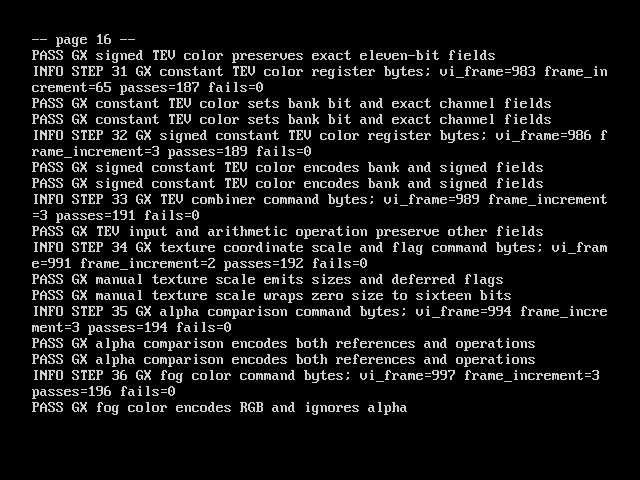 -- page 16 --
PASS GX signed TEV color preserves exact eleven-bit fields
INFO STEP 31 GX constant TEV color register bytes; vi_frame=983 frame_in
crement=65 passes=187 fails=0
PASS GX constant TEV color sets bank bit and exact channel fields
PASS GX constant TEV color sets bank bit and exact channel fields
INFO STEP 32 GX signed constant TEV color register bytes; vi_frame=986 f
rame_increment=3 passes=189 fails=0
PASS GX signed constant TEV color encodes bank and signed fields
PASS GX signed constant TEV color encodes bank and signed fields
INFO STEP 33 GX TEV combiner command bytes; vi_frame=989 frame_increment
=3 passes=191 fails=0
PASS GX TEV input and arithmetic operation preserve other fields
INFO STEP 34 GX texture coordinate scale and flag command bytes; vi_fram
e=991 frame_increment=2 passes=192 fails=0
PASS GX manual texture scale emits sizes and deferred flags
PASS GX manual texture scale wraps zero size to sixteen bits
INFO STEP 35 GX alpha comparison command bytes; vi_frame=994 frame_incre
ment=3 passes=194 fails=0
PASS GX alpha comparison encodes both references and operations
PASS GX alpha comparison encodes both references and operations
INFO STEP 36 GX fog color command bytes; vi_frame=997 frame_increment=3
passes=196 fails=0
PASS GX fog color encodes RGB and ignores alpha